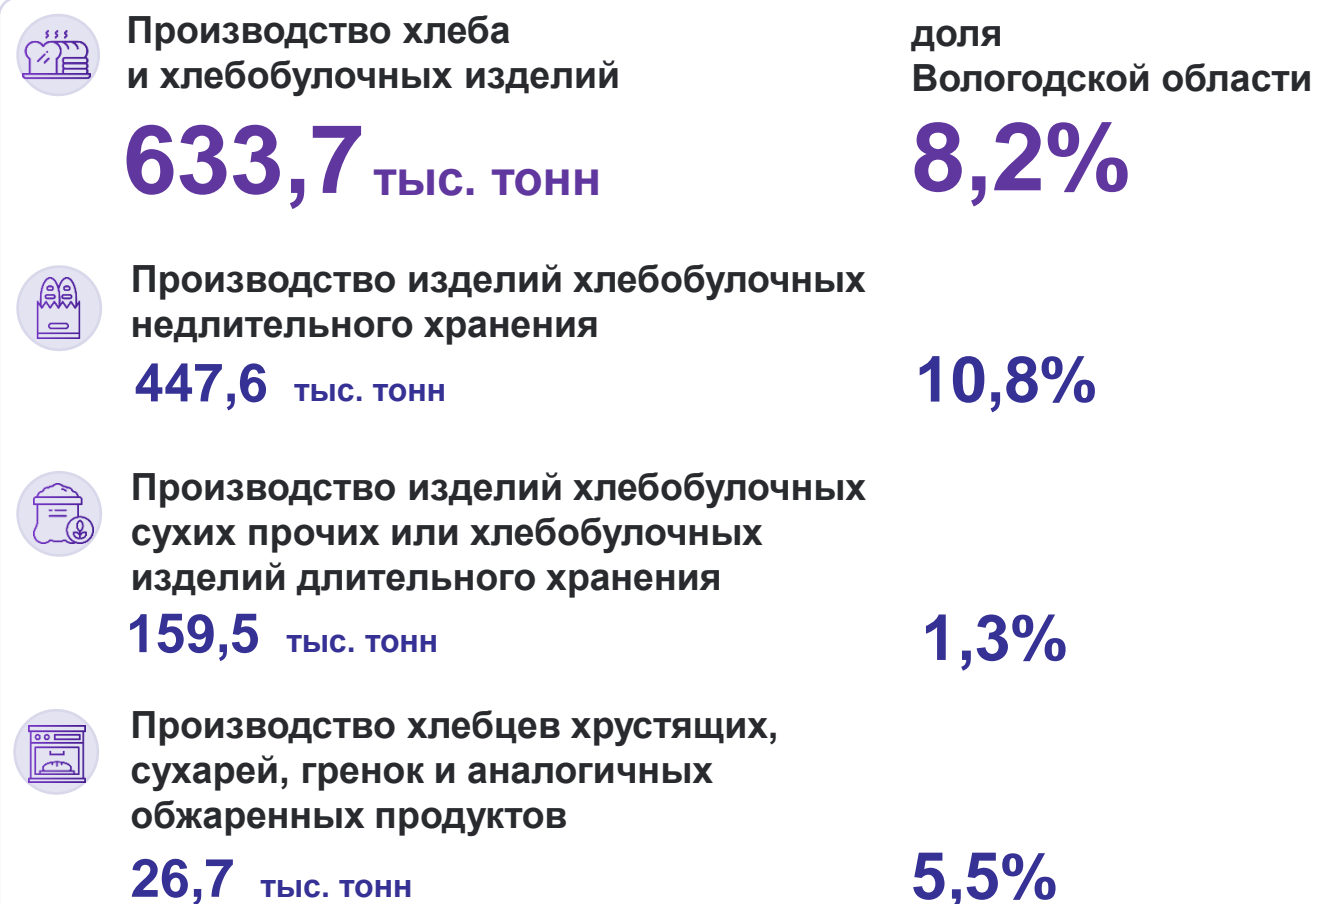 Производство хлеба
и хлебобулочных изделий
633,7 тыс. тонн
доля
Вологодской области
8,2%
Производство изделий хлебобулочных
недлительного хранения
447,6 тыс. тонн
10,8%
Производство изделий хлебобулочных
сухих прочих или хлебобулочных
изделий длительного хранения
159,5 тыс. тонн
1,3%
Производство хлебцев хрустящих,
сухарей, гренок и аналогичных
обжаренных продуктов
26,7 тыс. тонн
5,5%